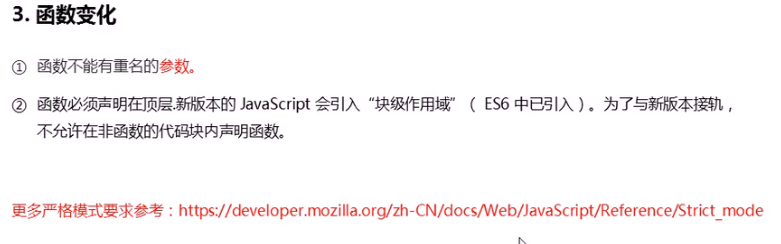 3. 函数变化
① 函数不能有重名的参数。
② 函数必须声明在顶层.新版本的 JavaScript 会引入“块级作用域”（ ES6 中已引入）。为了与新版本接轨，
不允许在非函数的代码块内声明函数。
更多严格模式要求参考：https://developer.mozilla.org/zh-CN/docs/Web/JavaScript/Reference/Strict_mode